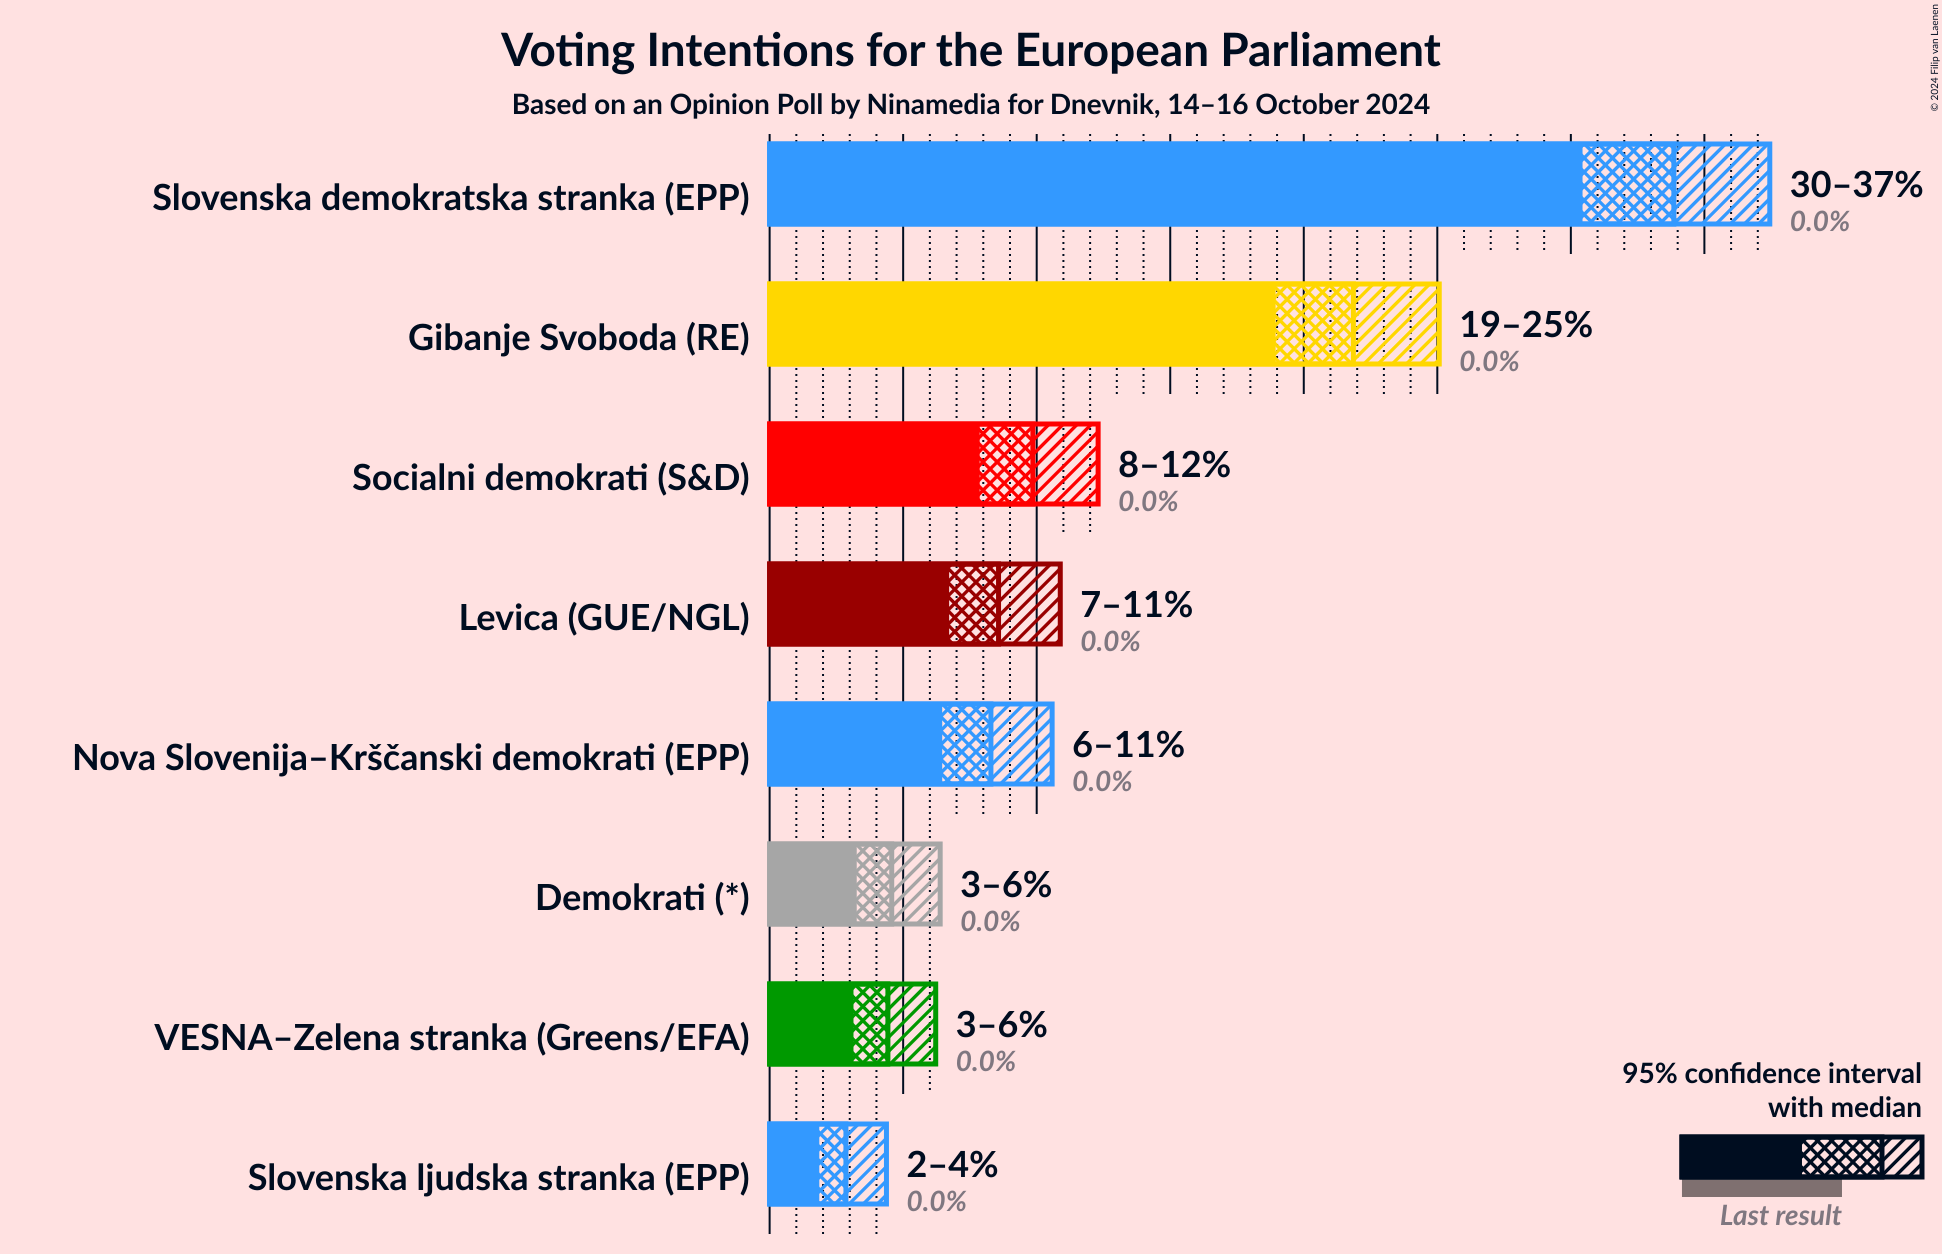 Voting Intentions for the European Parliament
Based on an Opinion Poll by Ninamedia for Dnevnik, 14–16 October 2024
© 2024 Filip van Laenen
Slovenska demokratska stranka (EPP)
30–37%
0.0%
Gibanje Svoboda (RE)
19–25%
0.0%
Socialni demokrati (S&D)
8–12%
0.0%
Levica (GUE/NGL)
7–11%
0.0%
Nova Slovenija–Krščanski demokrati (EPP)
6–11%
0.0%
Demokrati (*)
3–6%
0.0%
VESNA–Zelena stranka (Greens/EFA)
3–6%
0.0%
Slovenska ljudska stranka (EPP)
2–4%
0.0%
95% confidence interval
with median
Last result